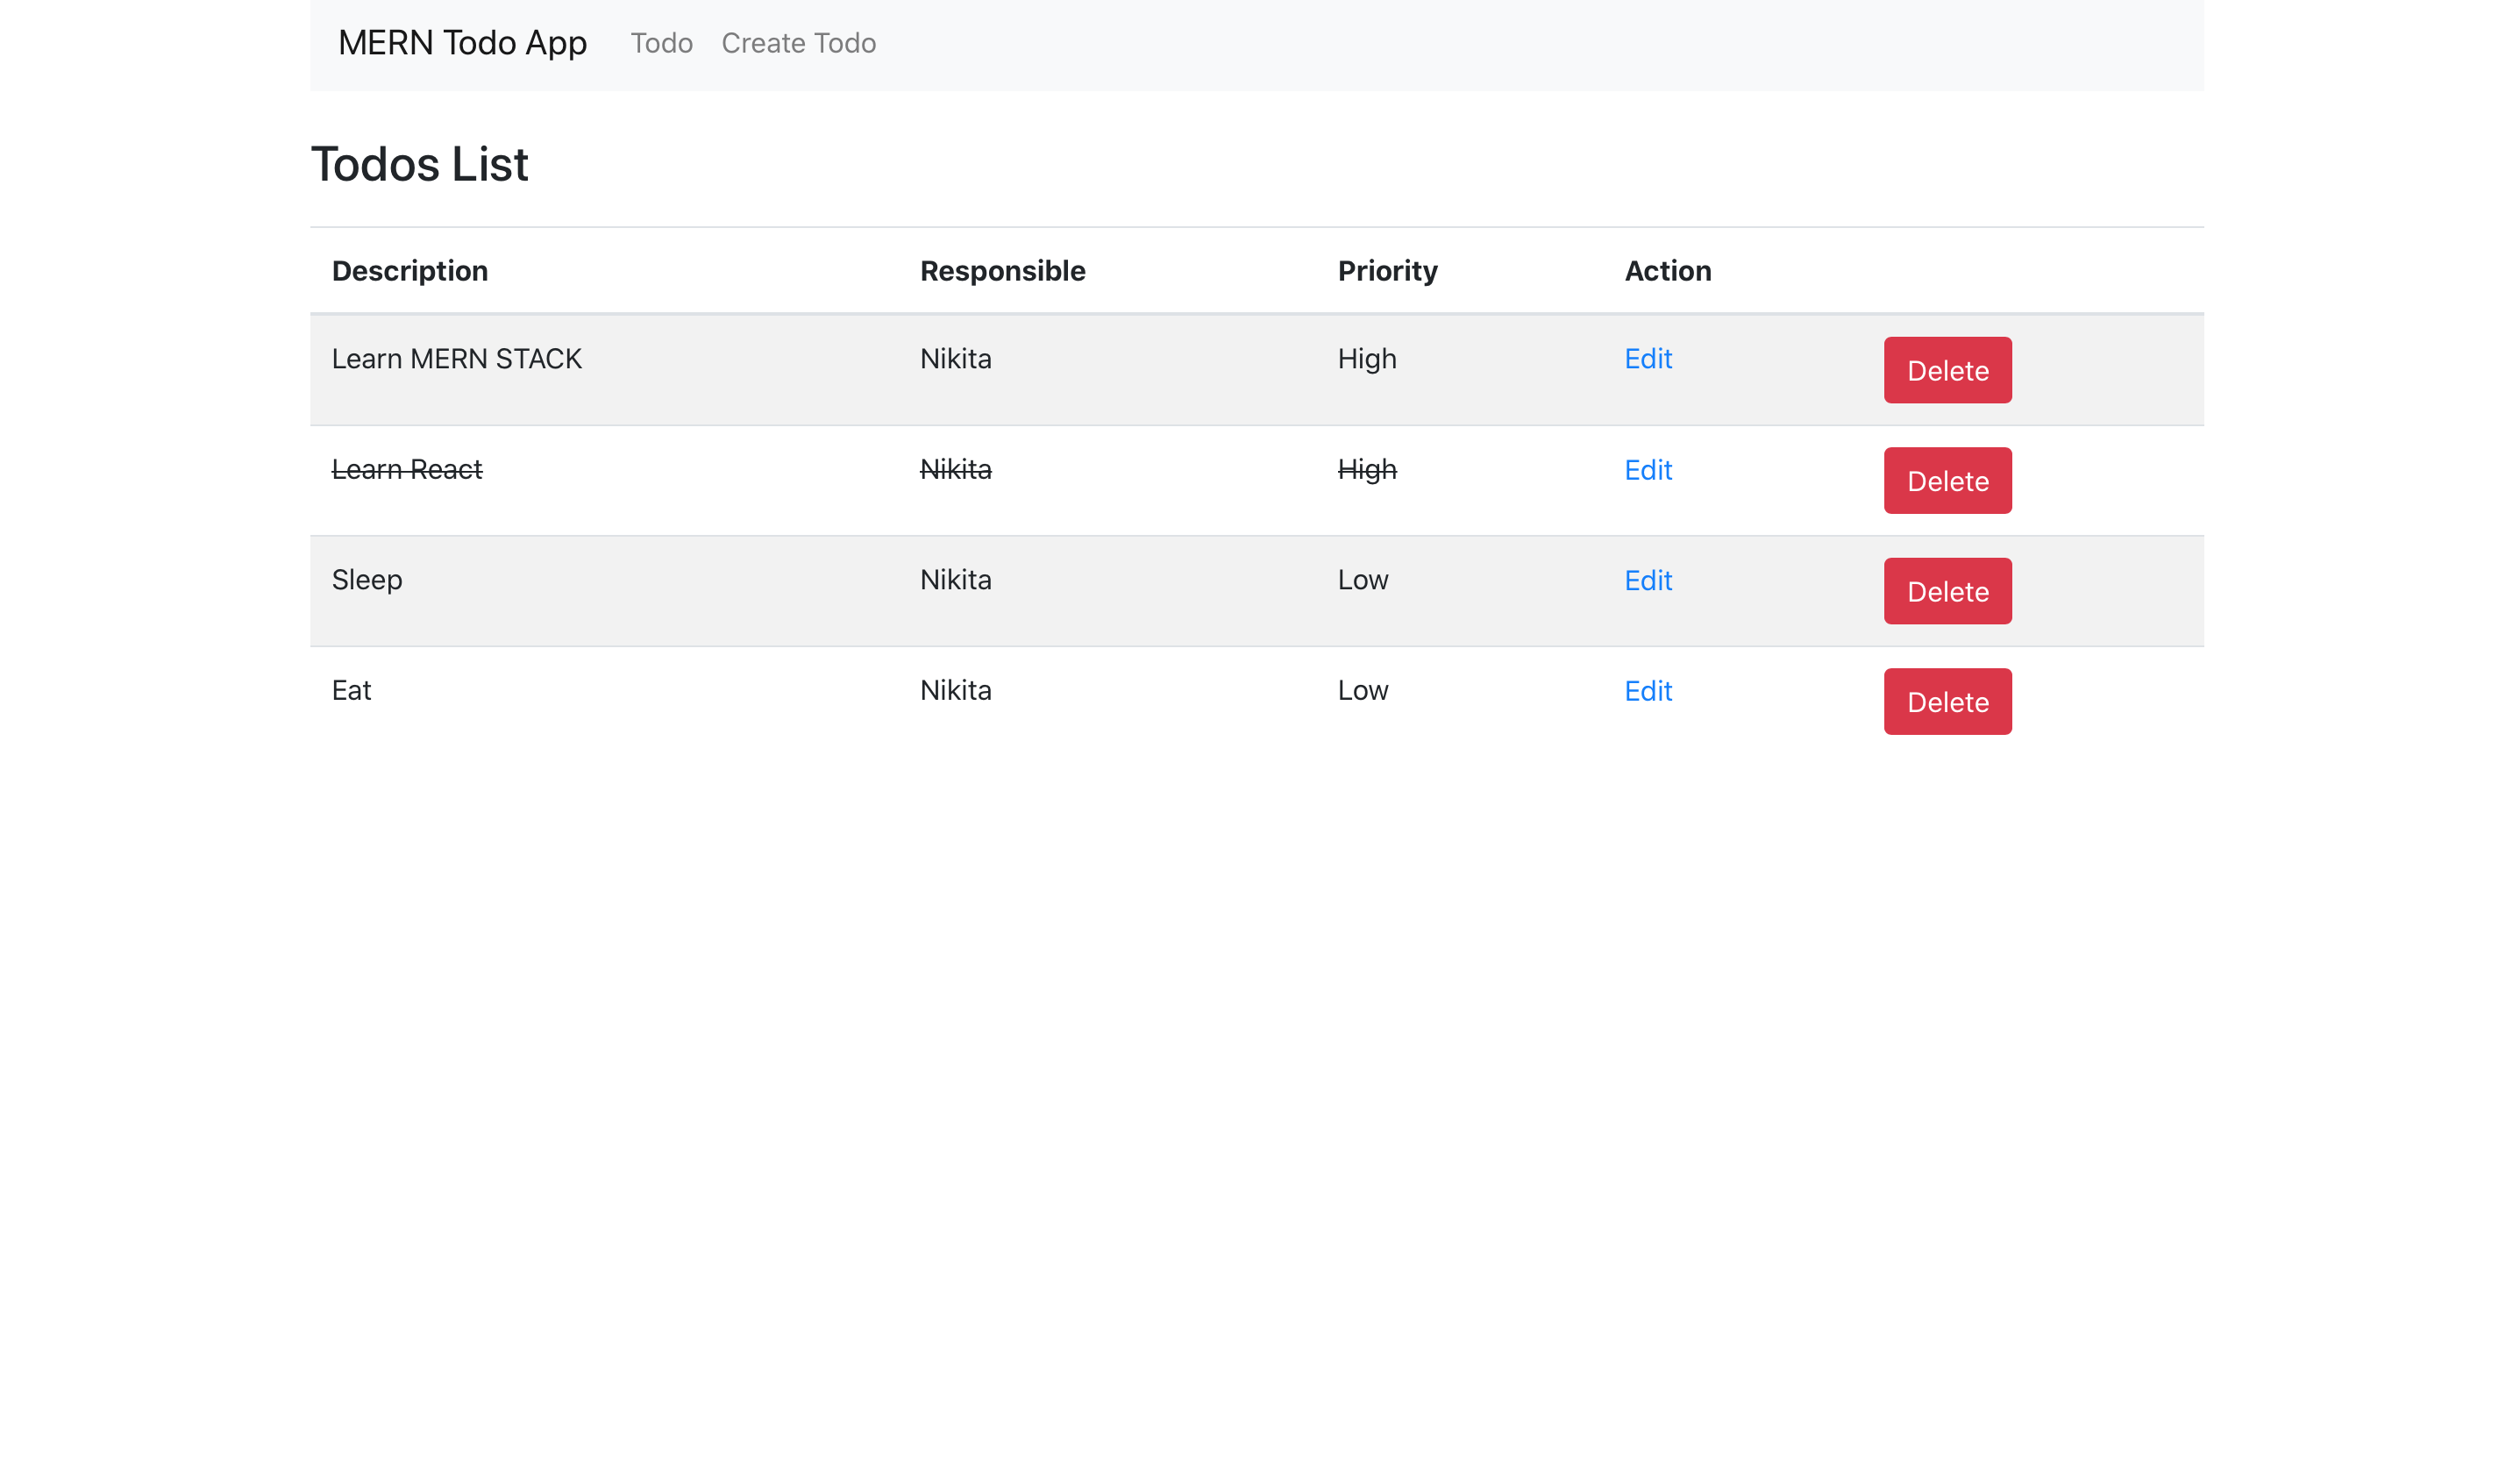 MERN Todo App Todo Create Todo
Todos List
Description Responsible Priority Action
Learn MERN STACK Nikita High Edit Delete
Learn React Nikita High Edit Delete
Sleep Nikita Low Edit Delete
Eat Nikita Low Edit Delete